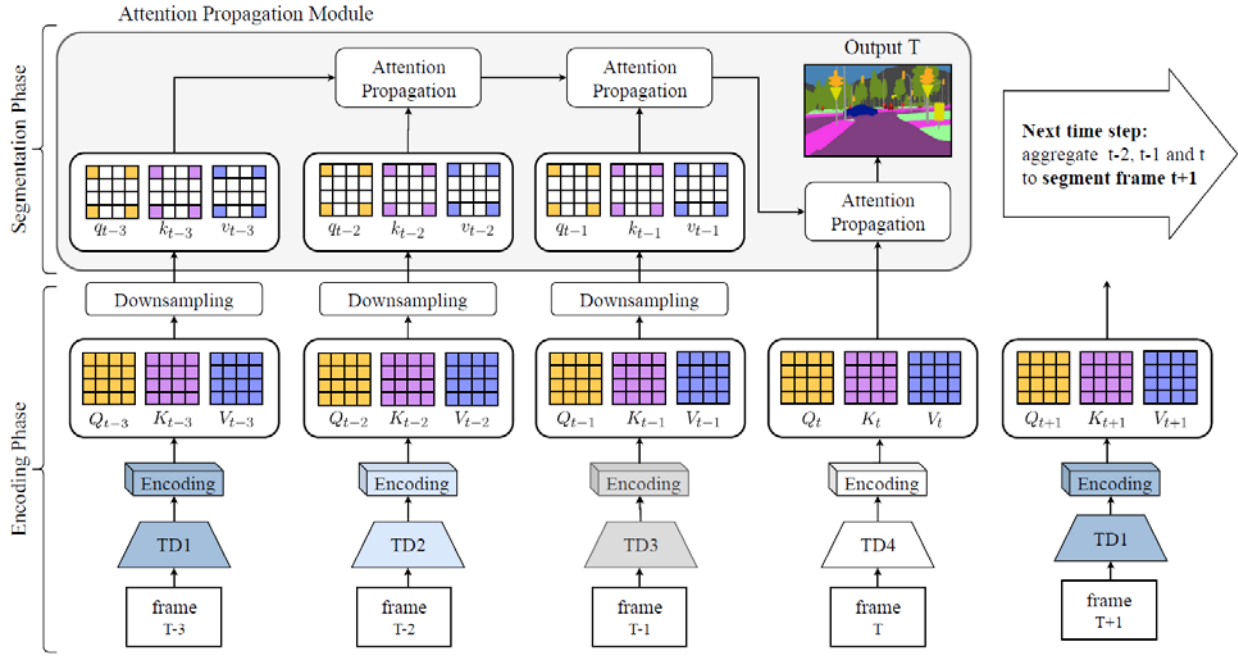 Attention Propagation Module
Segmentation Phase
Output T
Attention
Propagation
Attention
Propagation
Next time step:
aggregate t-2, t-1 and t
to segment frame t+1
Attention
Propagation
q_{t-3} k_{t-3} v_{t-3}
q_{t-2} k_{t-2} v_{t-2}
q_{t-1} k_{t-1} v_{t-1}
Encoding Phase
Downsampling
Downsampling
Downsampling
Q_{t-3} K_{t-3} V_{t-3}
Q_{t-2} K_{t-2} V_{t-2}
Q_{t-1} K_{t-1} V_{t-1}
Q_t K_t V_t
Q_{t+1} K_{t+1} V_{t+1}
Encoding
Encoding
Encoding
Encoding
Encoding
TD1
TD2
TD3
TD4
TD1
frame
T-3
frame
T-2
frame
T-1
frame
T
frame
T+1